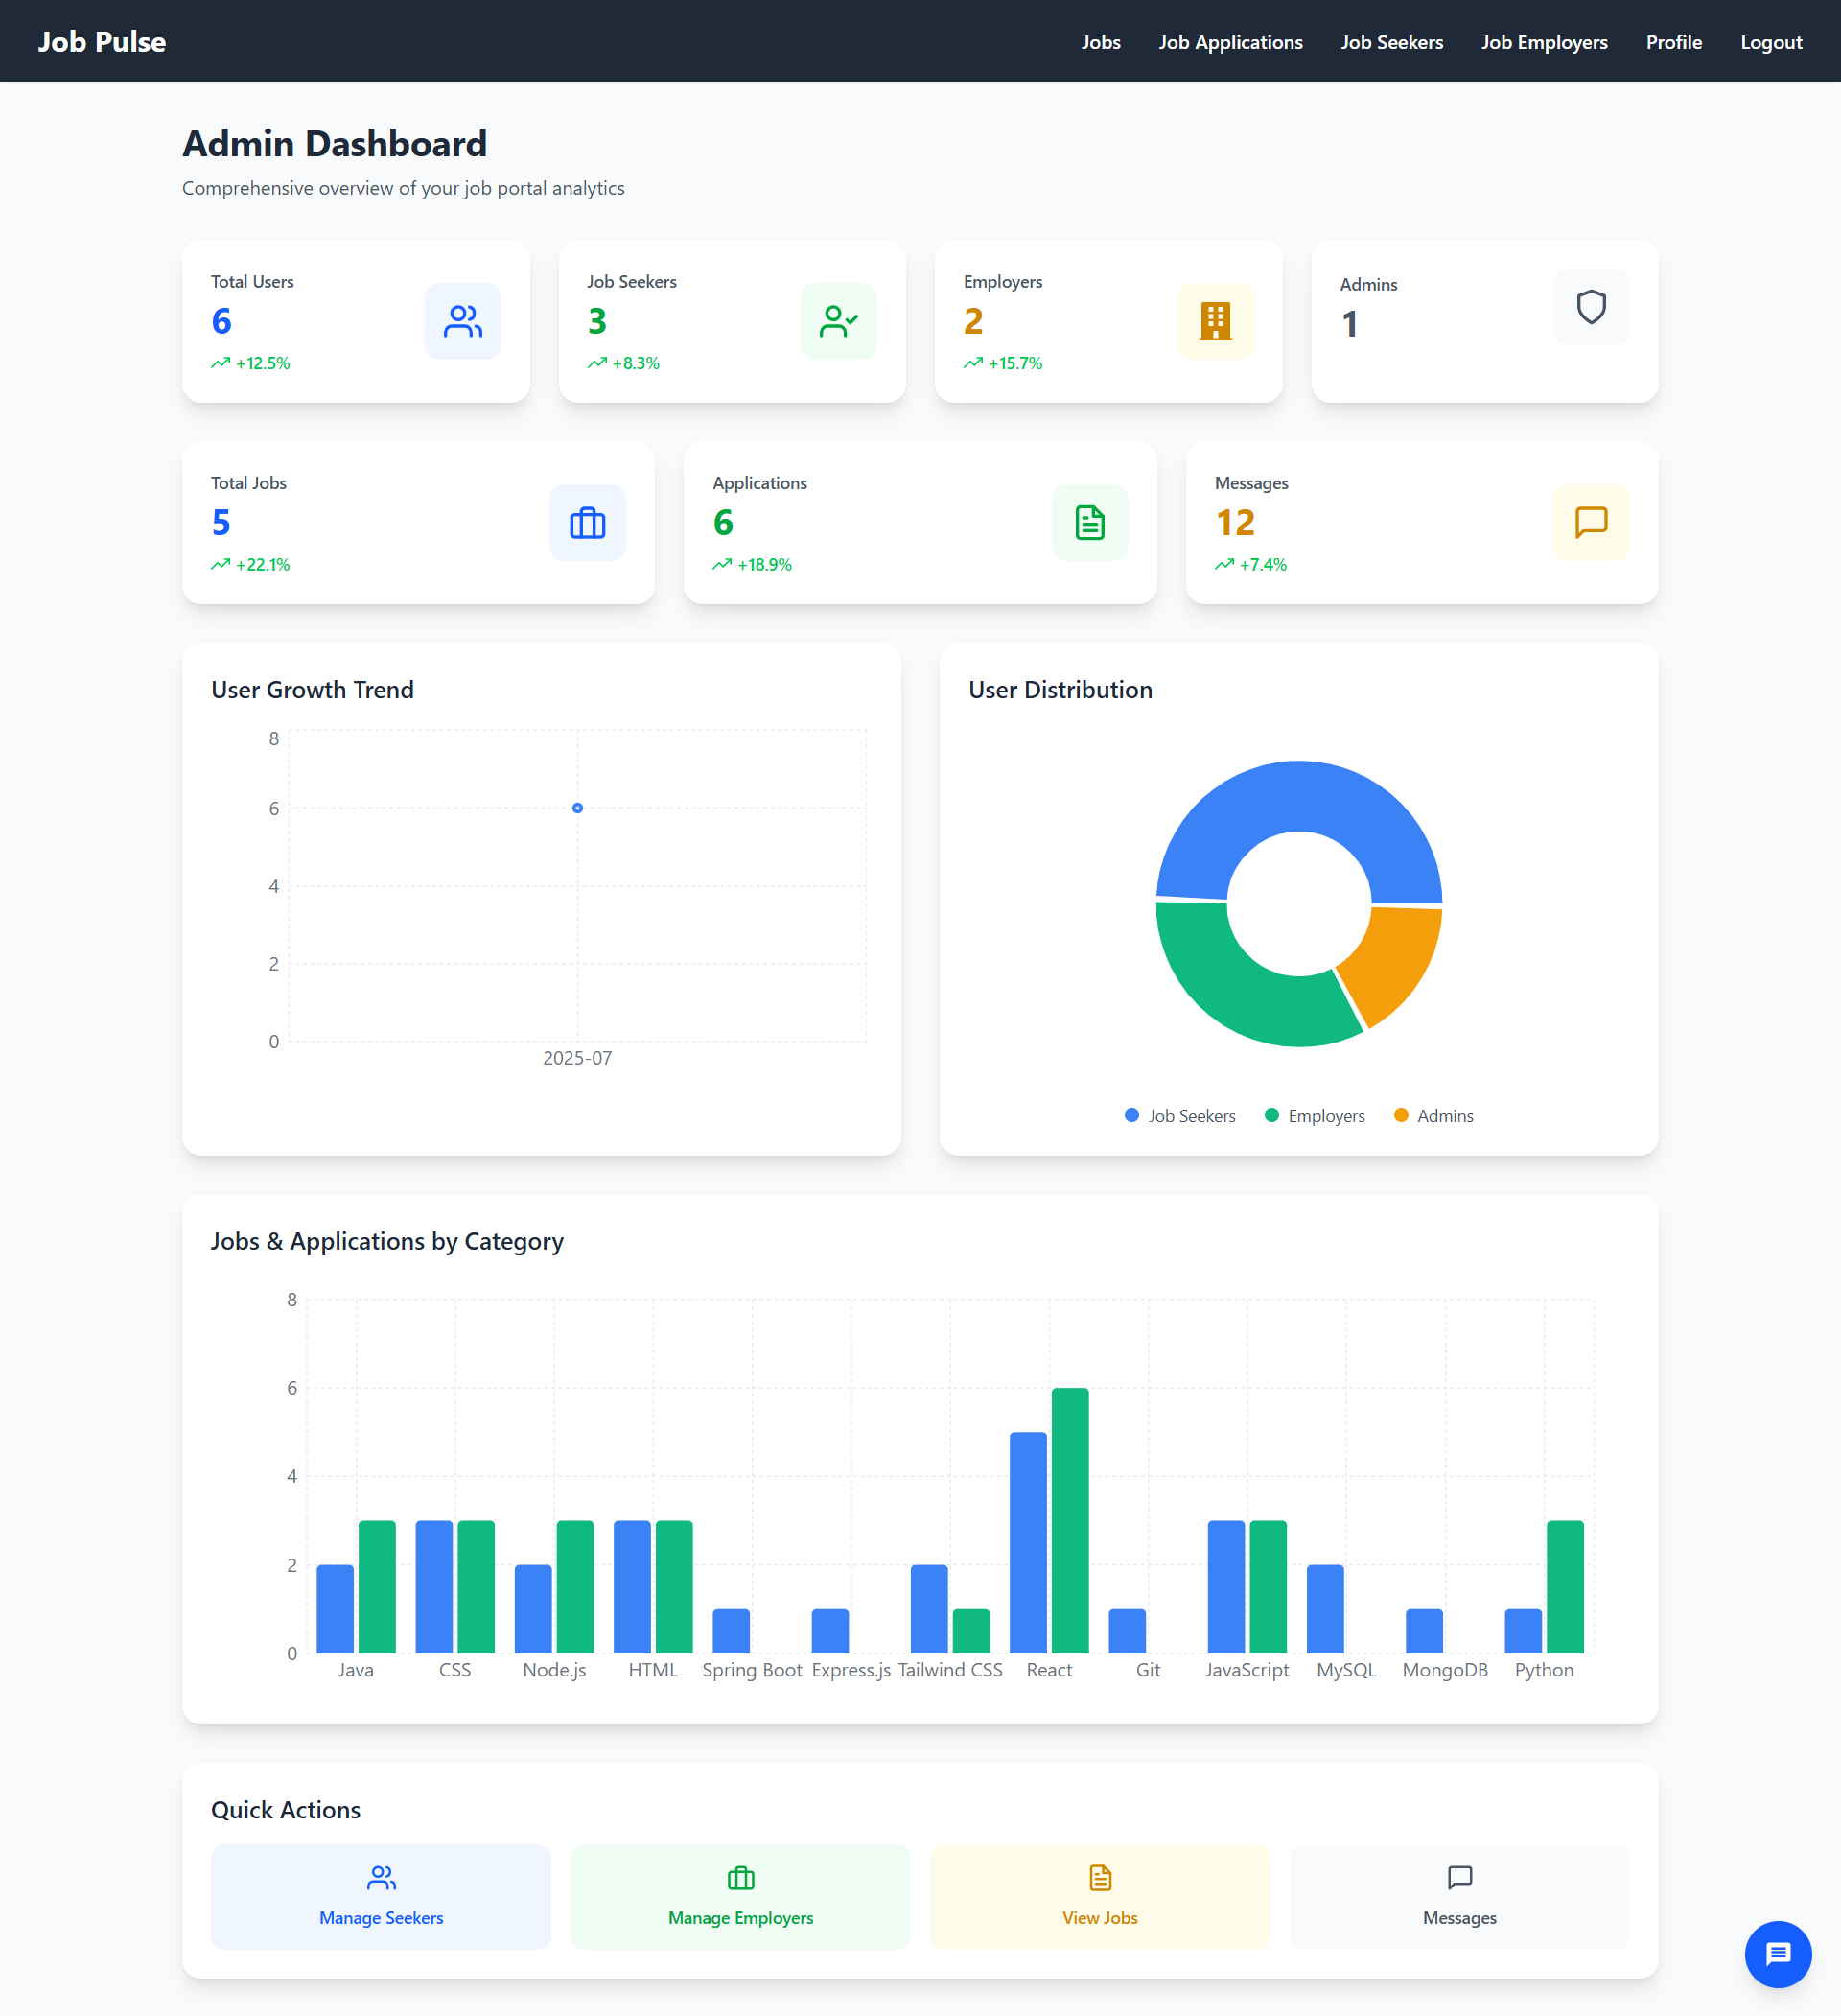 Job Pulse
Jobs
Job Applications
Job Seekers
Job Employers
Profile
Logout
Admin Dashboard
Comprehensive overview of your job portal analytics
Total Users
6
+12.5%
Job Seekers
3
+8.3%
Employers
2
+15.7%
Admins
1
Total Jobs
5
+22.1%
Applications
6
+18.9%
Messages
12
+7.4%
User Growth Trend
8
6
4
2
0
2025-07
User Distribution
Job Seekers
Employers
Admins
Jobs & Applications by Category
8
6
4
2
0
Java
CSS
Node.js
HTML
Spring Boot
Express.js
Tailwind CSS
React
Git
JavaScript
MySQL
MongoDB
Python
Quick Actions
Manage Seekers
Manage Employers
View Jobs
Messages